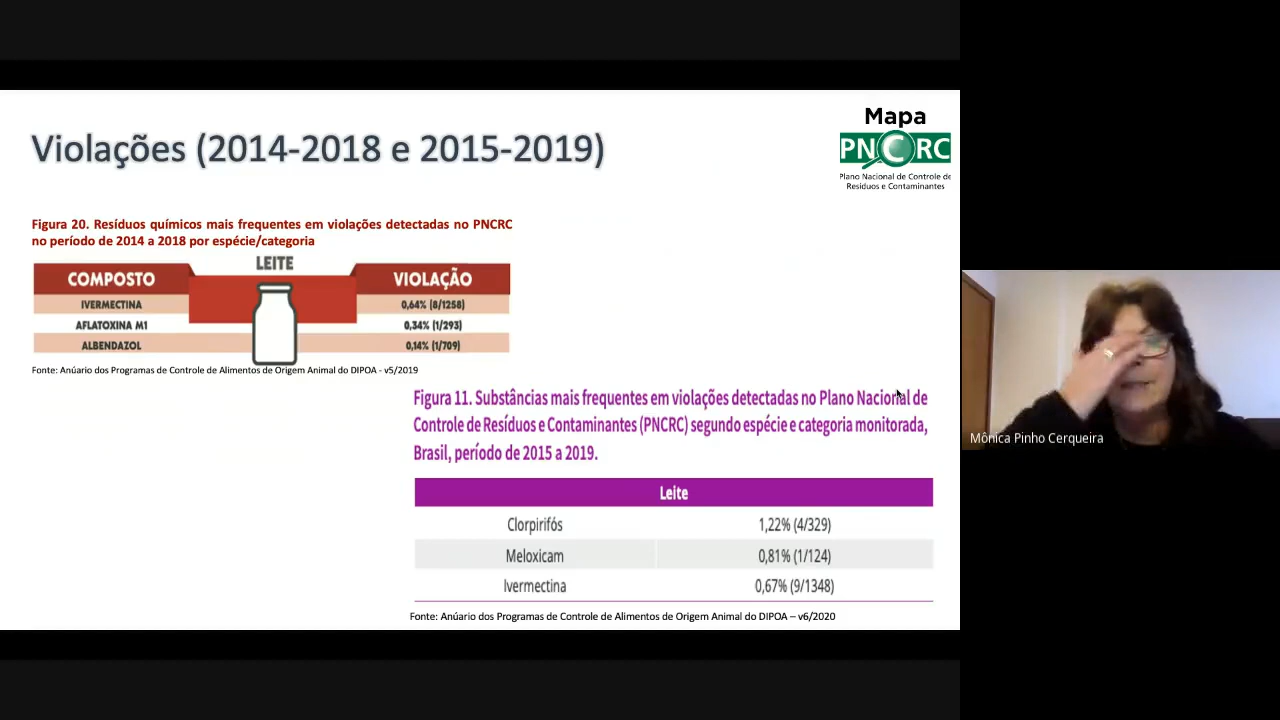 Violações (2014-2018 e 2015-2019)
Mapa
PNCRC
Plano Nacional de Controle de
Resíduos e Contaminantes
Figura 20. Resíduos químicos mais frequentes em violações detectadas no PNCRC
no período de 2014 a 2018 por espécie/categoria
LEITE
COMPOSTO VIOLAÇÃO
IVERMECTINA 0,64% (8/1258)
AFLATOXINA M1 0,34% (1/293)
ALBENDAZOL 0,14% (1/709)
Fonte: Anúario dos Programas de Controle de Alimentos de Origem Animal do DIPOA - v5/2019
Figura 11. Substâncias mais frequentes em violações detectadas no Plano Nacional de
Controle de Resíduos e Contaminantes (PNCRC) segundo espécie e categoria monitorada,
Brasil, período de 2015 a 2019.
Leite
Clorpirifós 1,22% (4/329)
Meloxicam 0,81% (1/124)
Ivermectina 0,67% (9/1348)
Fonte: Anúario dos Programas de Controle de Alimentos de Origem Animal do DIPOA – v6/2020
Mônica Pinho Cerqueira